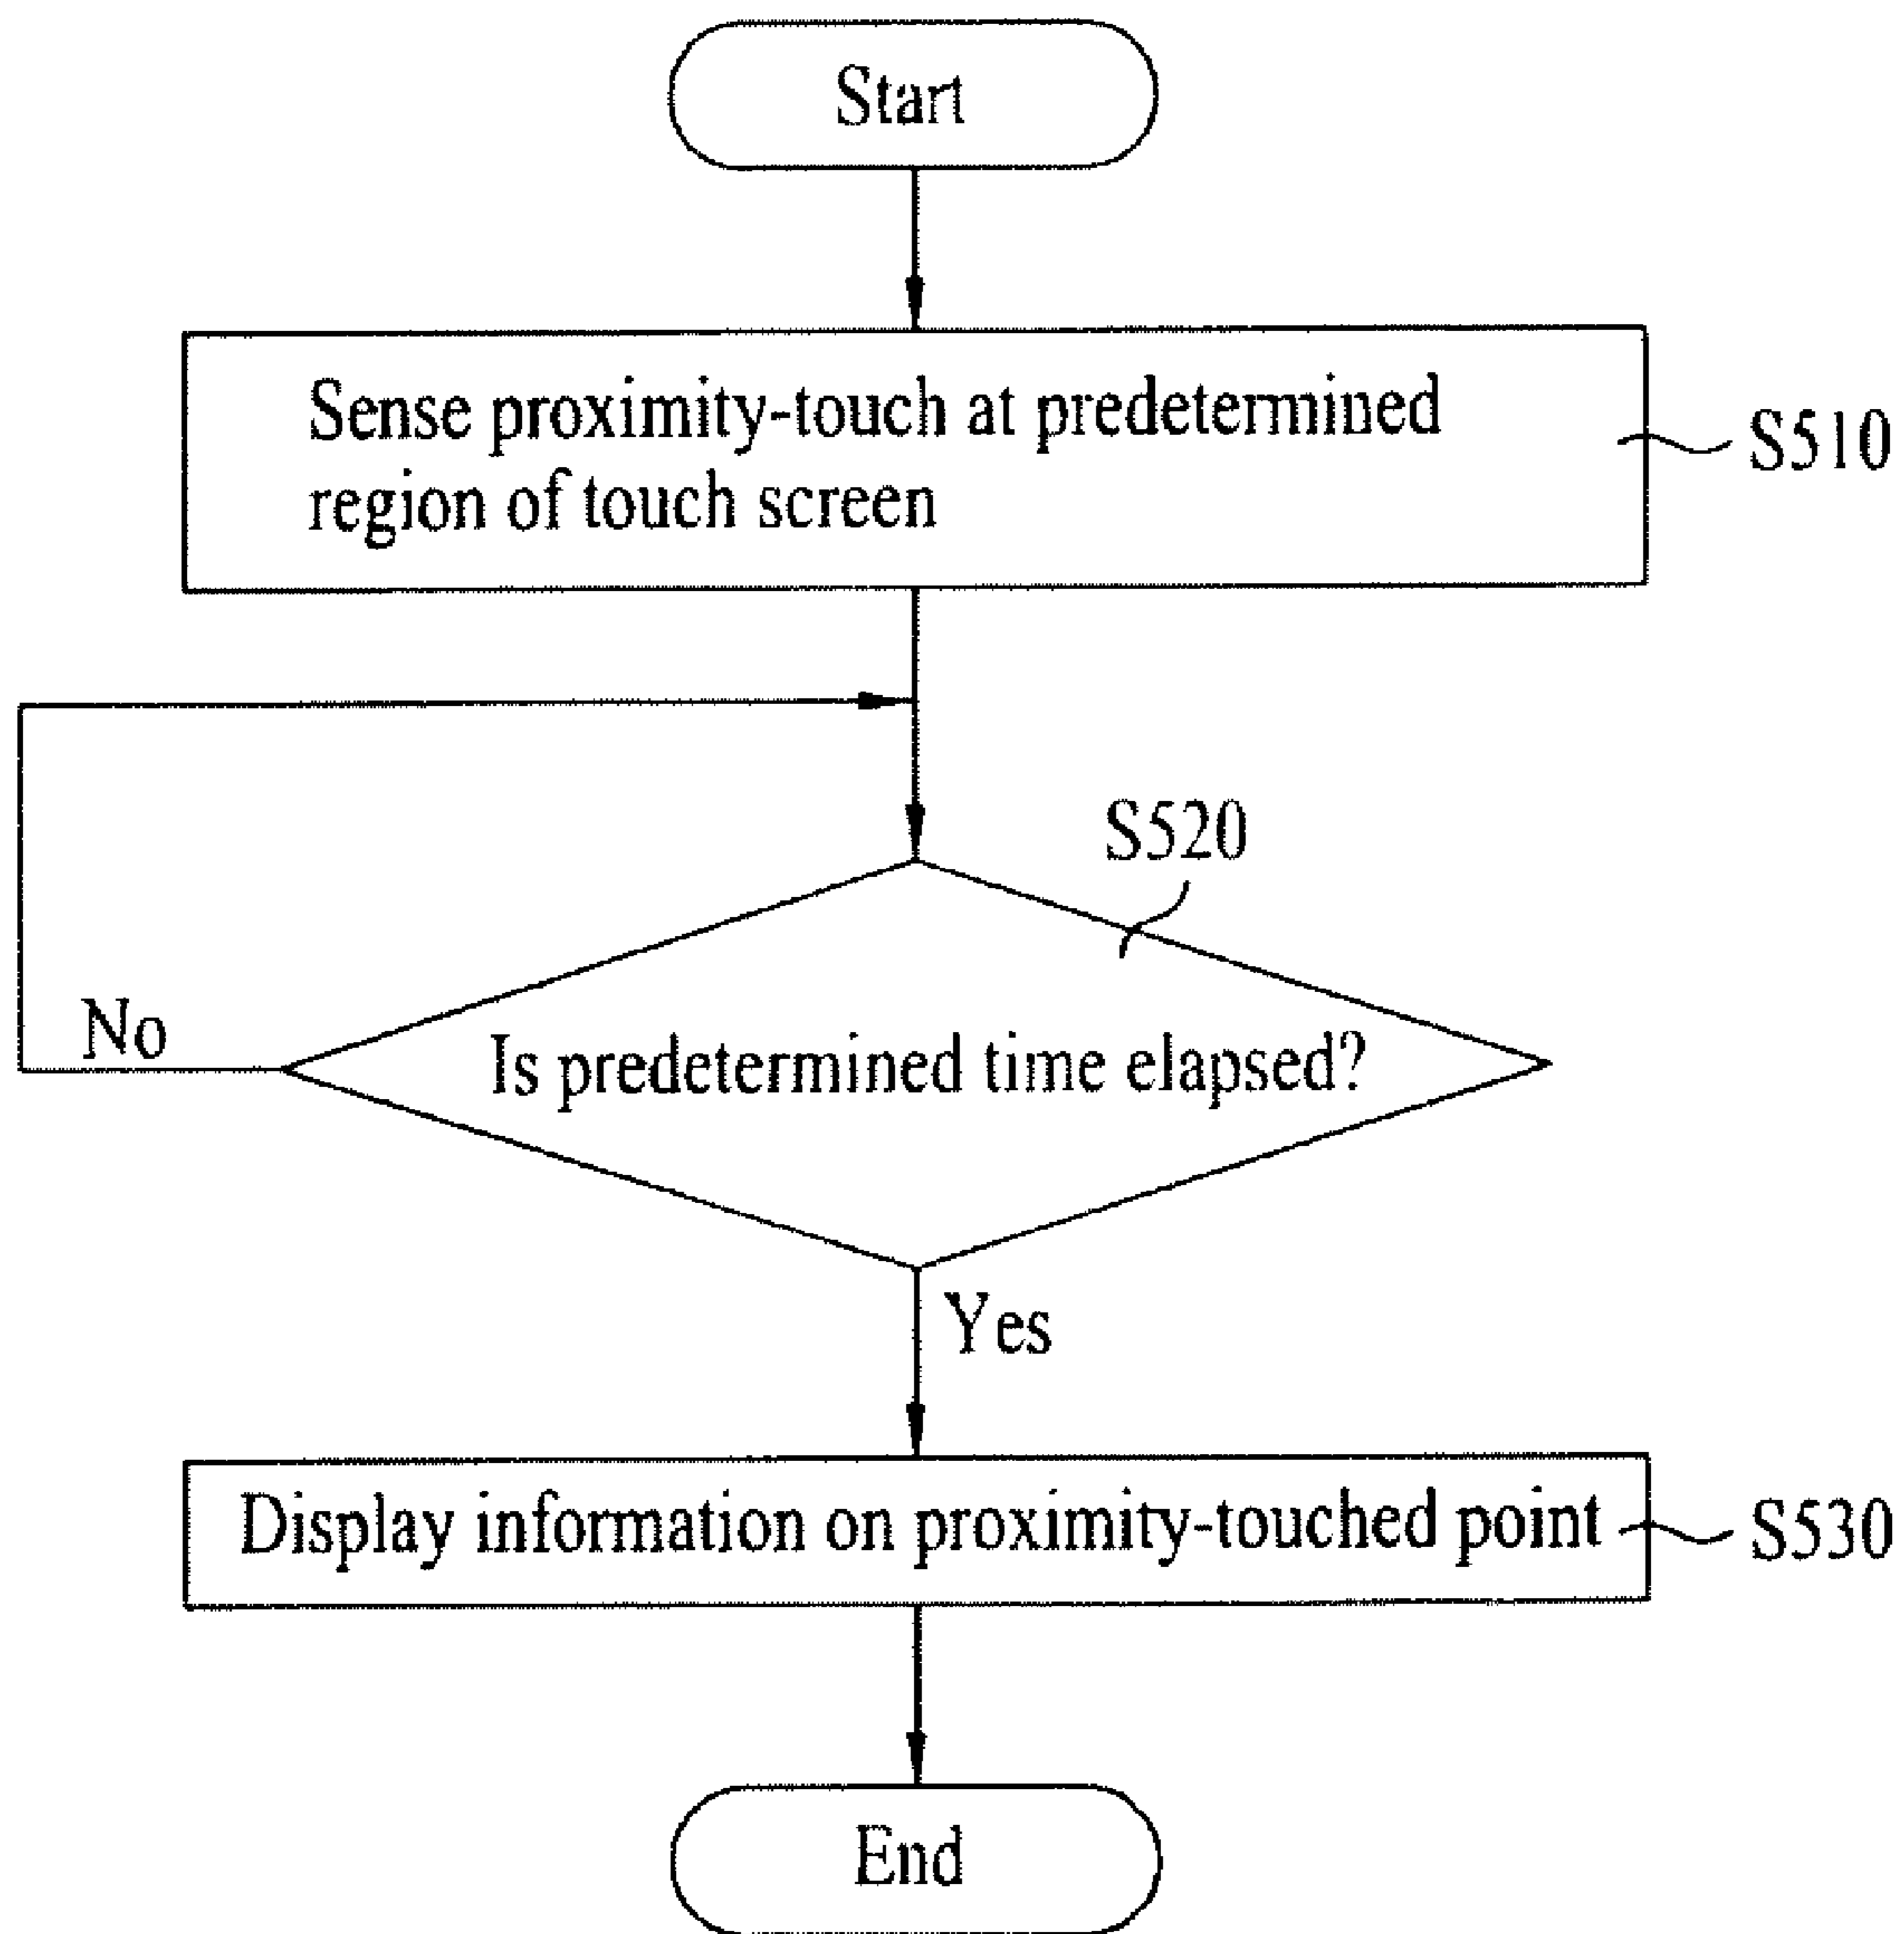 Start
Sense proximity-touch at predetermined
region of touch screen
S510
S520
Is predetermined time elapsed?
No
Yes
Display information on proximity-touched point
S530
End